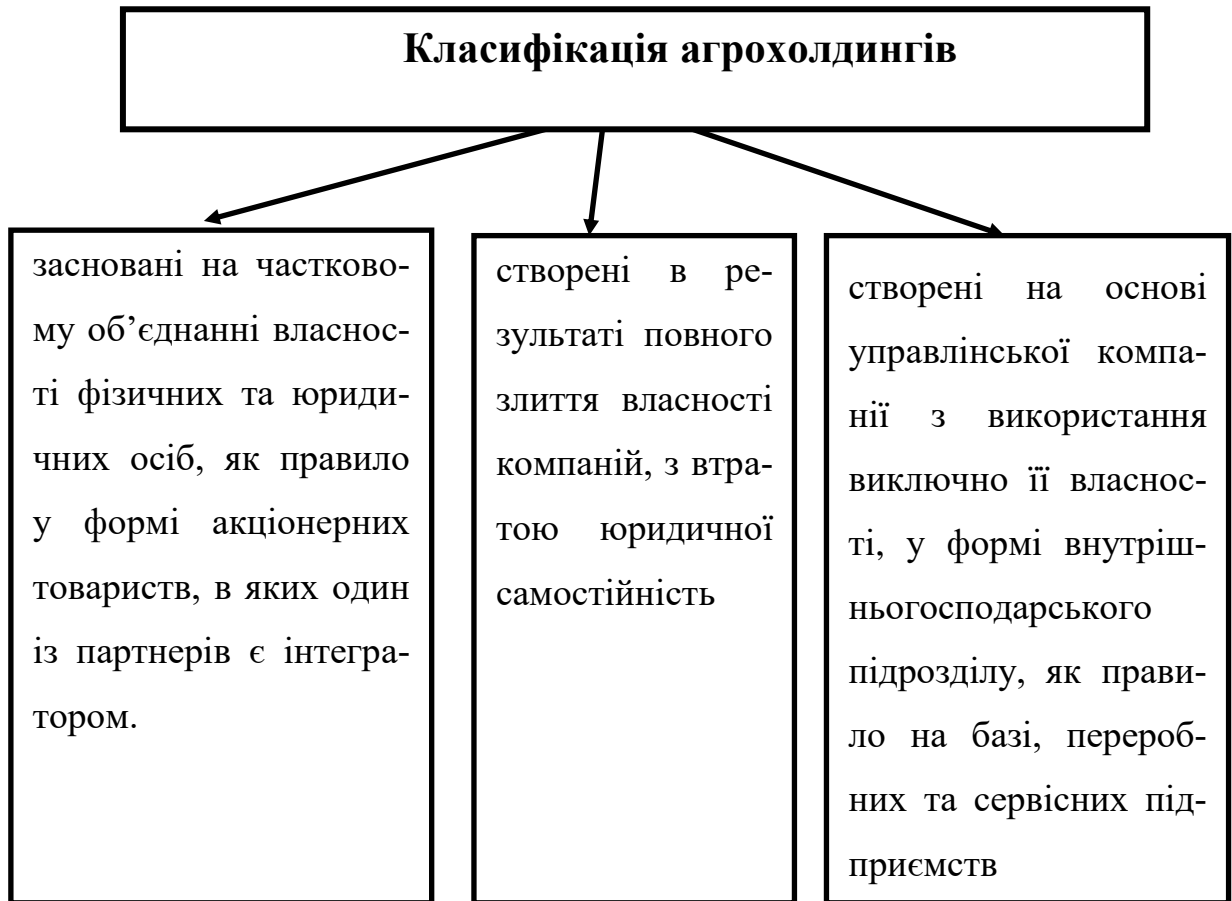 Класифікація агрохолдингів
засновані на частково-
му об’єднанні власнос-
ті фізичних та юриди-
чних осіб, як правило
у формі акціонерних
товариств, в яких один
із партнерів є інтегра-
тором.
створені в ре-
зультаті повного
злиття власності
компаній, з втра-
тою юридичної
самостійність
створені на основі
управлінської компа-
нії з використання
виключно її власнос-
ті, у формі внутріш-
ньогосподарського
підрозділу, як прави-
ло на базі, перероб-
них та сервісних під-
приємств